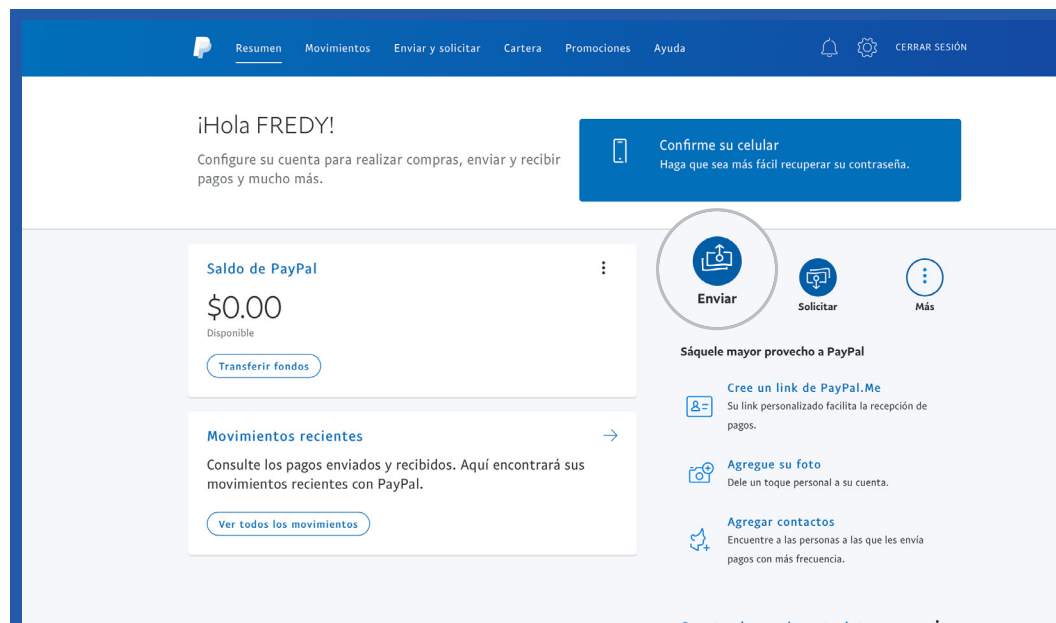 Resumen Movimientos Enviar y solicitar Cartera Promociones Ayuda CERRAR SESIÓN
¡Hola FREDY!
Configure su cuenta para realizar compras, enviar y recibir
pagos y mucho más.
Confirme su celular
Haga que sea más fácil recuperar su contraseña.
Saldo de PayPal
$0.00
Disponible
Transferir fondos
Movimientos recientes
Consulte los pagos enviados y recibidos. Aquí encontrará sus
movimientos recientes con PayPal.
Ver todos los movimientos
Enviar
Solicitar
Más
Sáquele mayor provecho a PayPal
Cree un link de PayPal.Me
Su link personalizado facilita la recepción de
pagos.
Agregue su foto
Dele un toque personal a su cuenta.
Agregar contactos
Encuentre a las personas a las que les envía
pagos con más frecuencia.